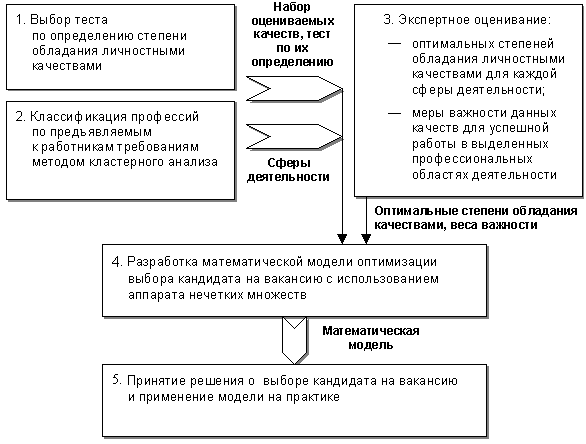 1. Выбор теста
по определению степени
обладания личностными
качествами
Набор
оцениваемых
качеств, тест
по их
определению
2. Классификация профессий
по предъявляемым
к работникам требованиям
методом кластерного анализа
Сферы
деятельности
3. Экспертное оценивание:
— оптимальных степеней
обладания личностными
качествами для каждой
сферы деятельности;
— меры важности данных
качеств для успешной
работы в выделенных
профессиональных
областях деятельности
Оптимальные степени обладания
качествами, веса важности
4. Разработка математической модели оптимизации
выбора кандидата на вакансию с использованием
аппарата нечетких множеств
Математическая
модель
5. Принятие решения о выборе кандидата на вакансию
и применение модели на практике